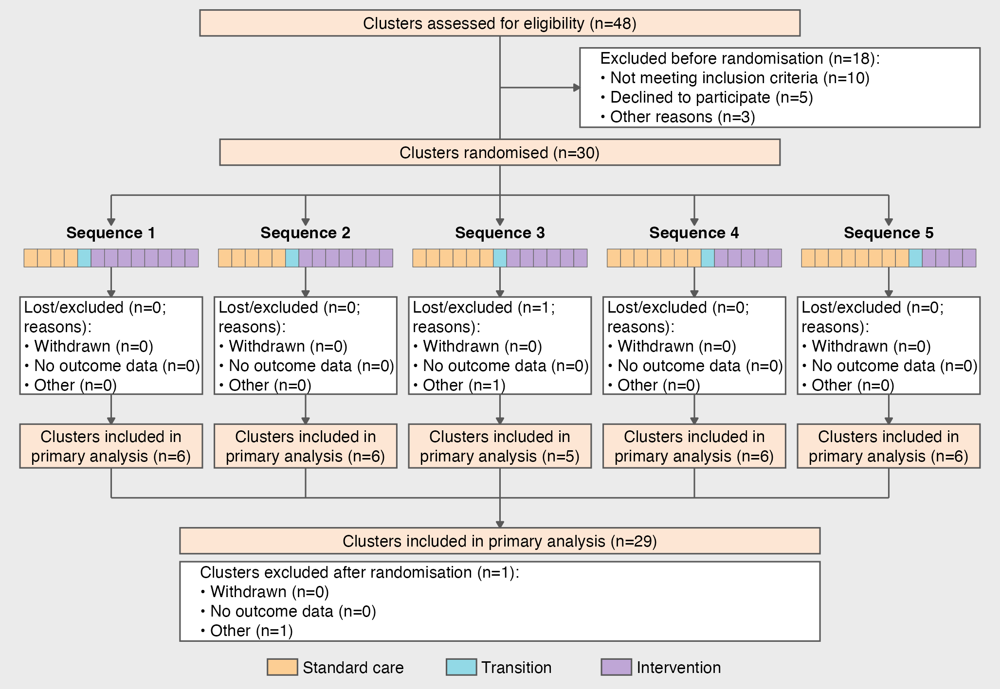 Clusters assessed for eligibility (n=48)
Excluded before randomisation (n=18):
• Not meeting inclusion criteria (n=10)
• Declined to participate (n=5)
• Other reasons (n=3)
Clusters randomised (n=30)
Sequence 1
Sequence 2
Sequence 3
Sequence 4
Sequence 5
Lost/excluded (n=0;
reasons):
• Withdrawn (n=0)
• No outcome data (n=0)
• Other (n=0)
Lost/excluded (n=0;
reasons):
• Withdrawn (n=0)
• No outcome data (n=0)
• Other (n=0)
Lost/excluded (n=1;
reasons):
• Withdrawn (n=0)
• No outcome data (n=0)
• Other (n=1)
Lost/excluded (n=0;
reasons):
• Withdrawn (n=0)
• No outcome data (n=0)
• Other (n=0)
Lost/excluded (n=0;
reasons):
• Withdrawn (n=0)
• No outcome data (n=0)
• Other (n=0)
Clusters included in
primary analysis (n=6)
Clusters included in
primary analysis (n=6)
Clusters included in
primary analysis (n=5)
Clusters included in
primary analysis (n=6)
Clusters included in
primary analysis (n=6)
Clusters included in primary analysis (n=29)
Clusters excluded after randomisation (n=1):
• Withdrawn (n=0)
• No outcome data (n=0)
• Other (n=1)
Standard care
Transition
Intervention